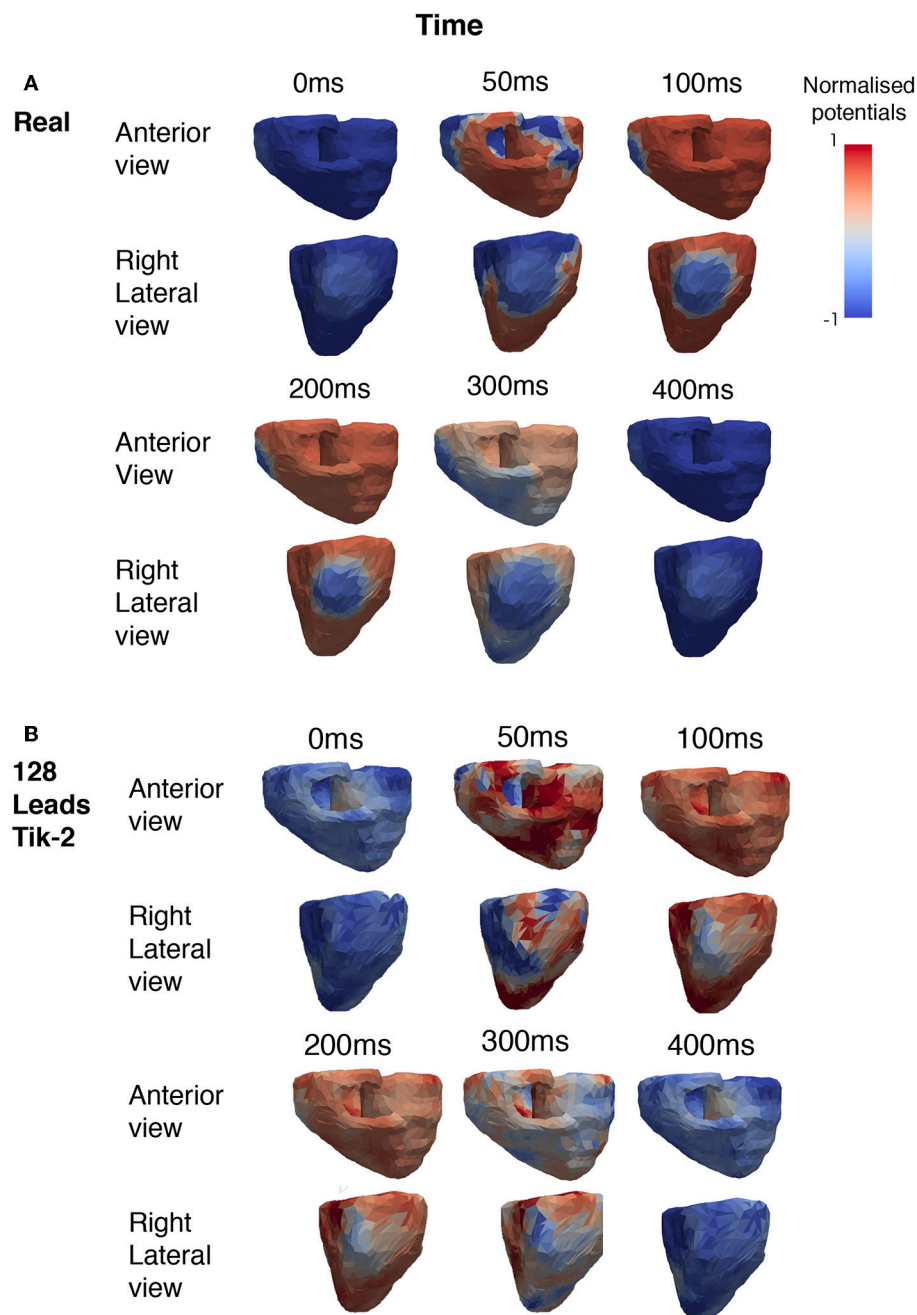 Time
A
Real
0ms 50ms 100ms
Normalised
potentials
1
-1
Anterior
view
Right
Lateral
view
200ms 300ms 400ms
Anterior
View
Right
Lateral
view
B
128
Leads
Tik-2
0ms 50ms 100ms
Anterior
view
Right
Lateral
view
200ms 300ms 400ms
Anterior
view
Right
Lateral
view